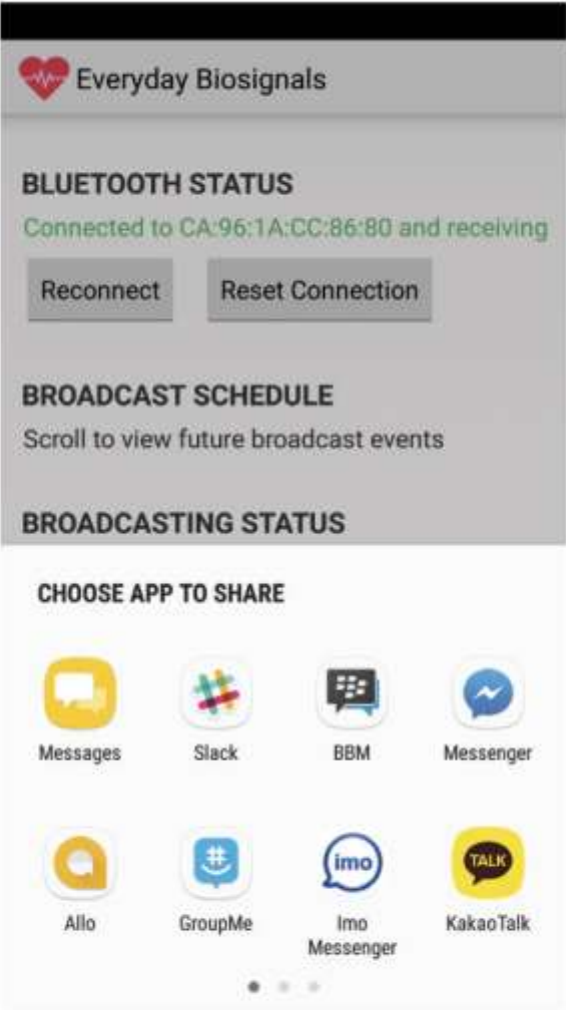 Everyday Biosignals
BLUETOOTH STATUS
Connected to CA:96:1A:CC:86:80 and receiving
Reconnect Reset Connection
BROADCAST SCHEDULE
Scroll to view future broadcast events
BROADCASTING STATUS
CHOOSE APP TO SHARE
Messages Slack BBM Messenger
imo TALK
Allo GroupMe Imo KakaoTalk
Messenger